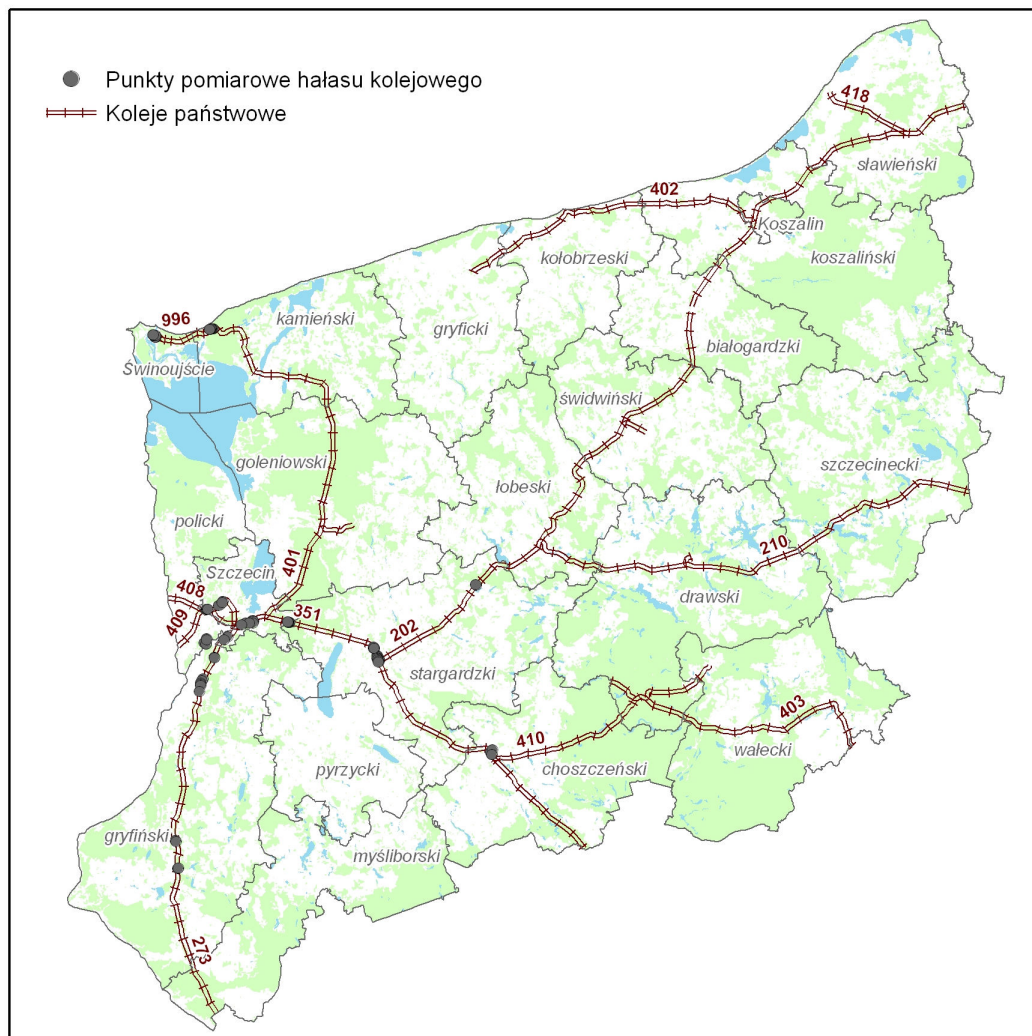 Punkty pomiarowe hałasu kolejowego
Koleje państwowe
418
sławieński
402
Koszalin
kołobrzeski
koszaliński
996
kamieński
gryficki
białogardzki
Świnoujście
świdwiński
goleniowski
łobeski
szczecinecki
policki
210
401
Szczecin
408
drawski
409
351
202
stargardzki
403
410
wałecki
choszczeński
pyrzycki
gryfiński
myśliborski
273